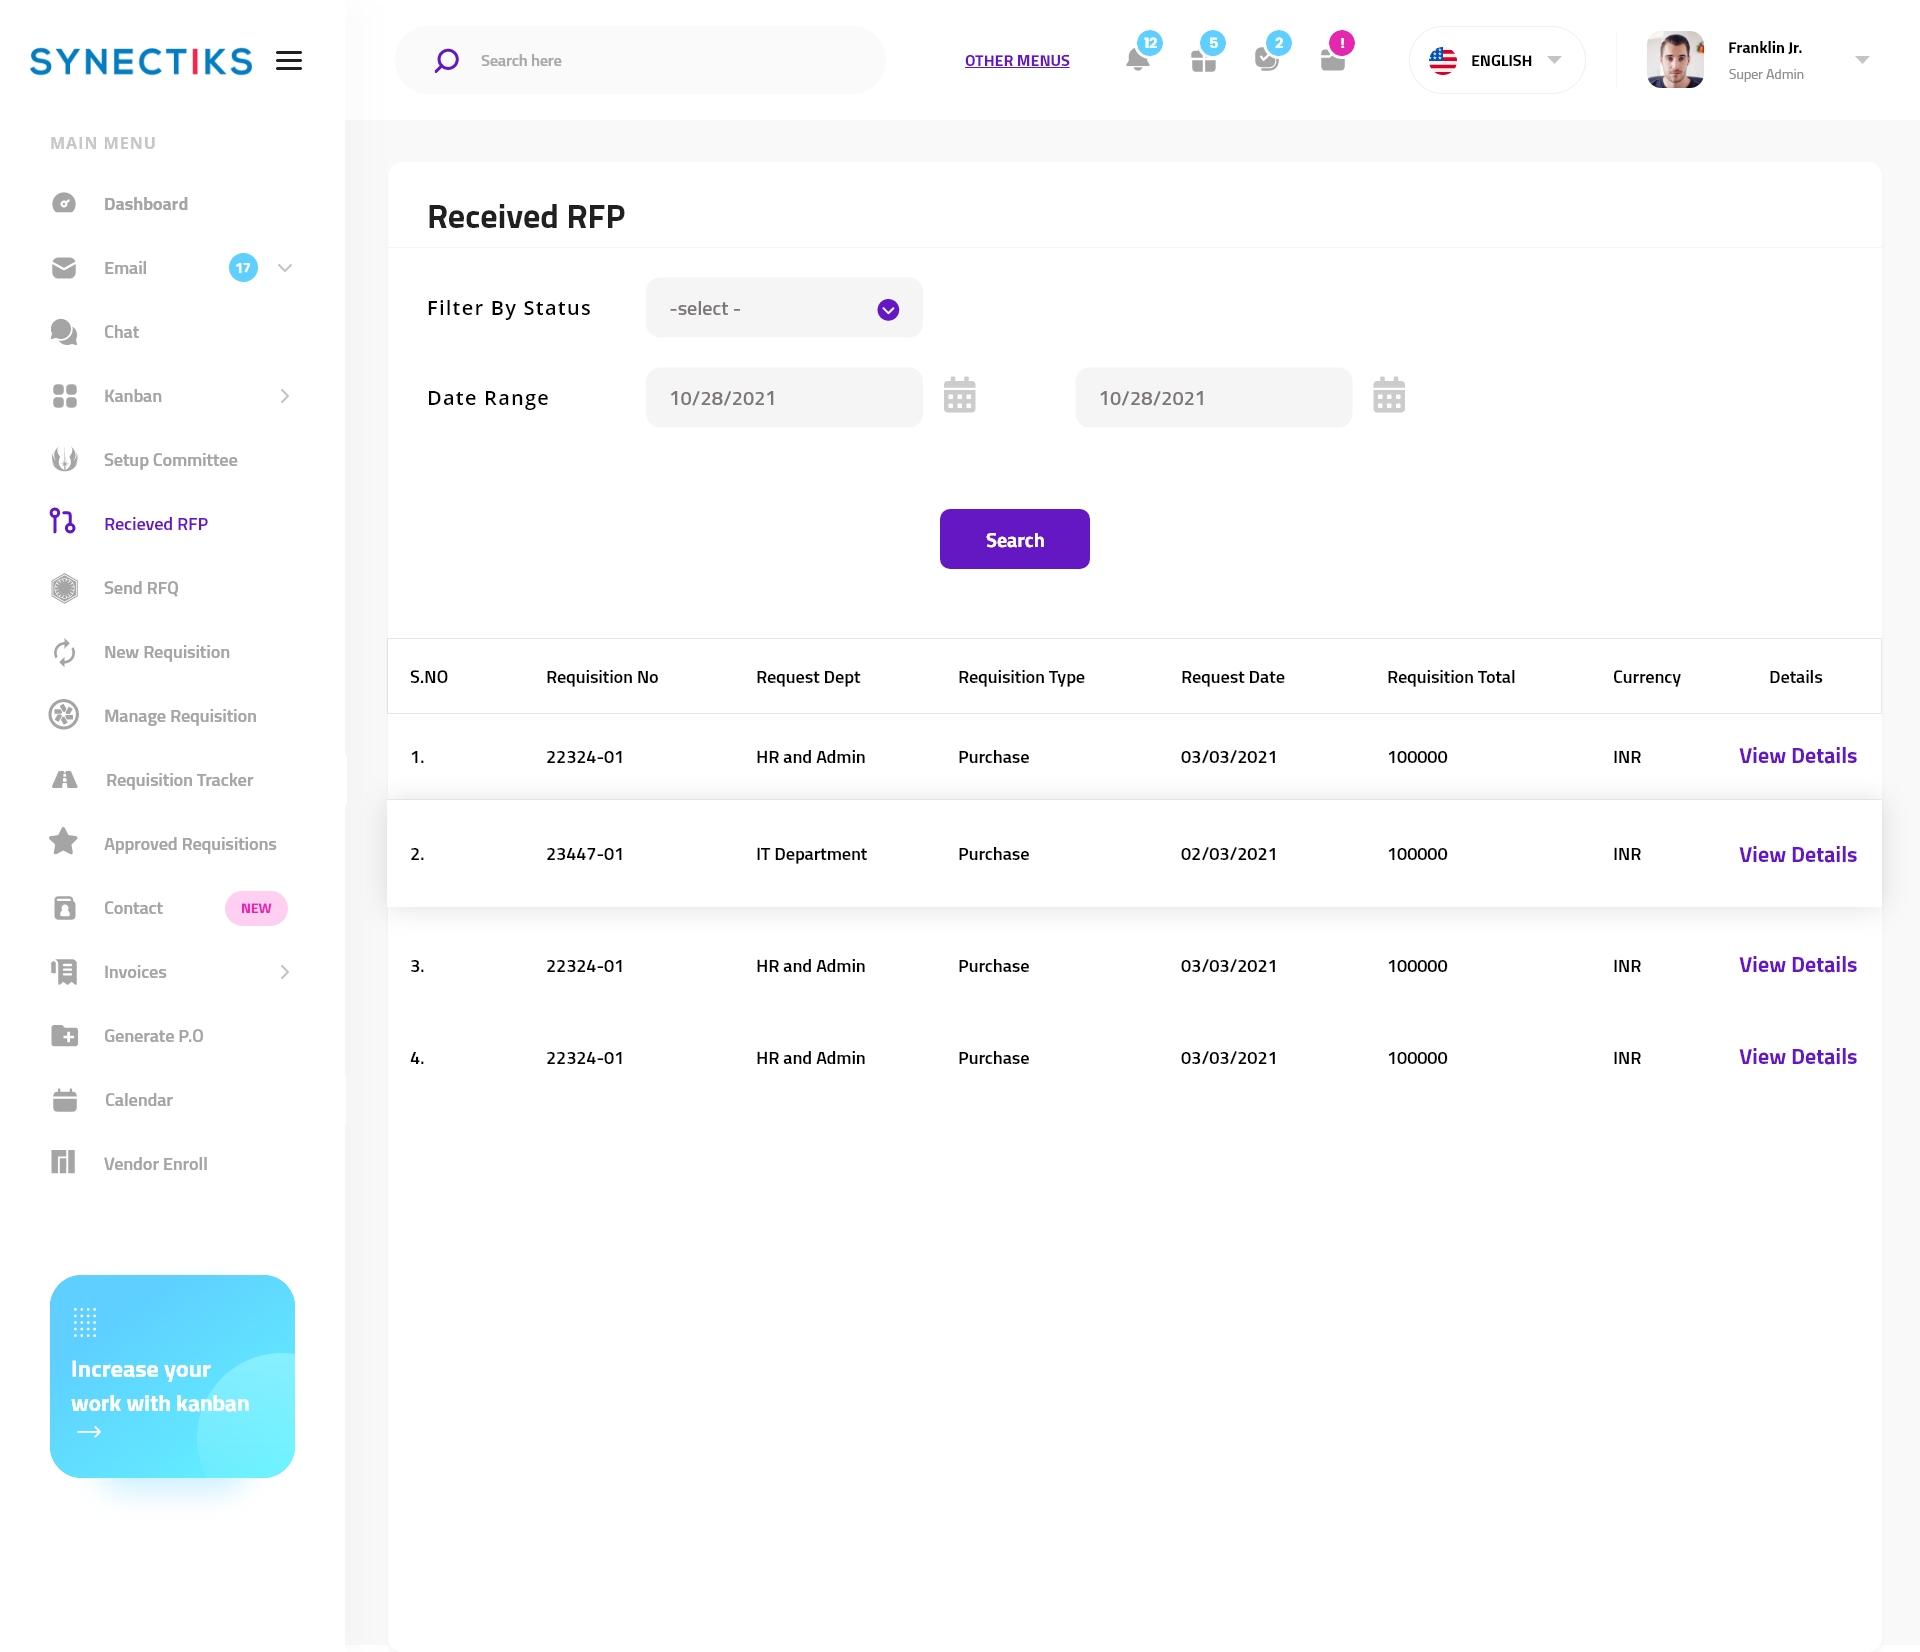 SYNECTIKS
Search here
OTHER MENUS
12
5
2
!
ENGLISH
Franklin Jr.
Super Admin
MAIN MENU
Dashboard
Email 17
Chat
Kanban
Setup Committee
Recieved RFP
Send RFQ
New Requisition
Manage Requisition
Requisition Tracker
Approved Requisitions
Contact NEW
Invoices
Generate P.O
Calendar
Vendor Enroll
Increase your
work with kanban
Received RFP
Filter By Status -select -
Date Range 10/28/2021 10/28/2021
Search
S.NO Requisition No Request Dept Requisition Type Request Date Requisition Total Currency Details
1. 22324-01 HR and Admin Purchase 03/03/2021 100000 INR View Details
2. 23447-01 IT Department Purchase 02/03/2021 100000 INR View Details
3. 22324-01 HR and Admin Purchase 03/03/2021 100000 INR View Details
4. 22324-01 HR and Admin Purchase 03/03/2021 100000 INR View Details